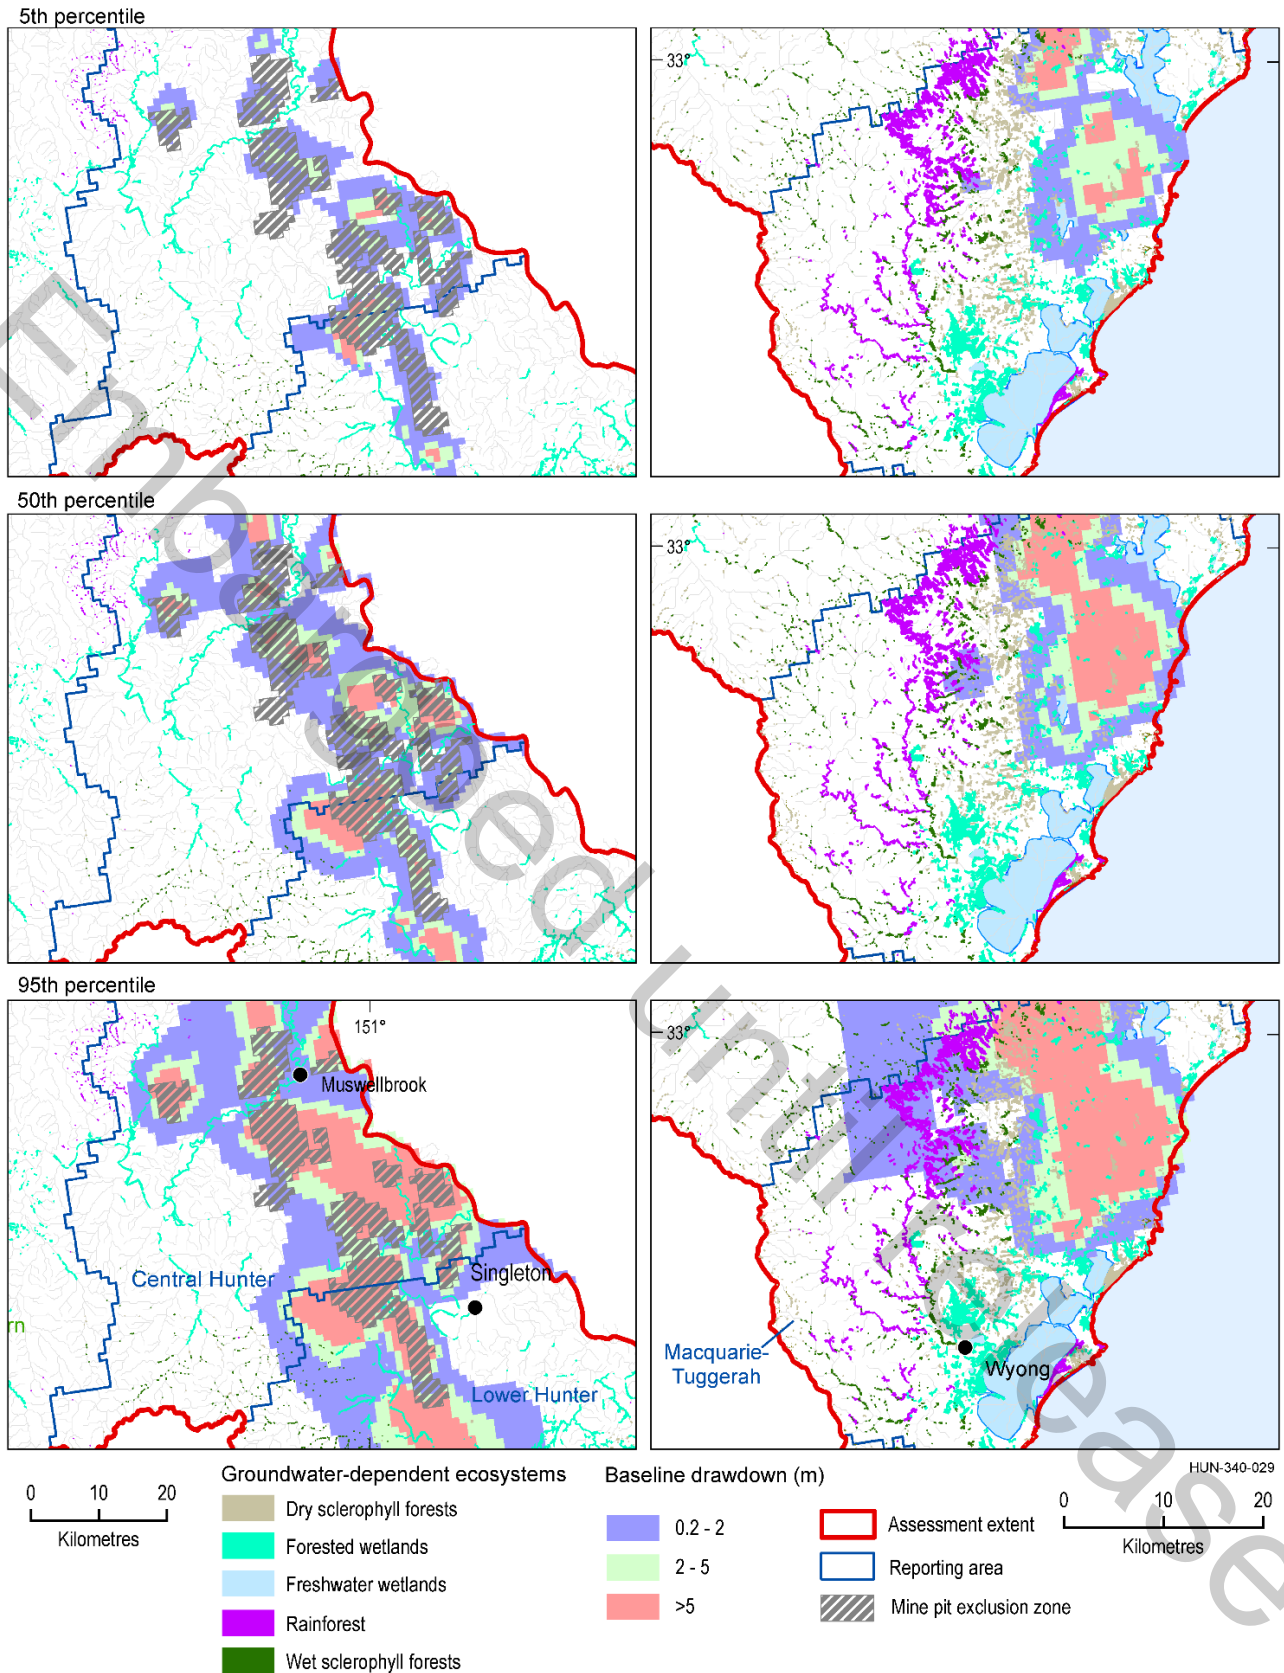 5th percentile
33°
50th percentile
33°
95th percentile
151°
33°
Muswellbrook
Central Hunter
Singleton
rn
Lower Hunter
Macquarie-
Tuggerah
Wyong
Embargoed until release
HUN-340-029
0 10 20
Kilometres
Groundwater-dependent ecosystems
Dry sclerophyll forests
Forested wetlands
Freshwater wetlands
Rainforest
Wet sclerophyll forests
Baseline drawdown (m)
0.2 - 2
2 - 5
>5
Assessment extent
Reporting area
Mine pit exclusion zone
0 10 20
Kilometres